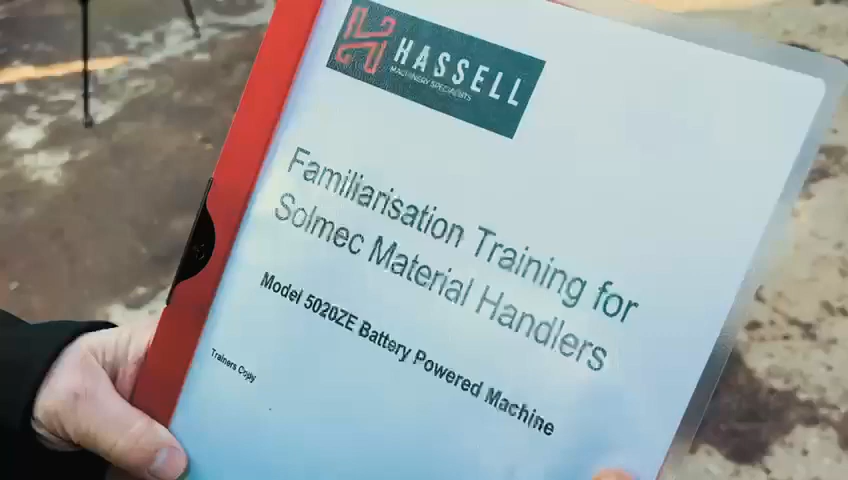 HASSELL
MACHINERY SPECIALISTS
Familiarisation Training for
Solmec Material Handlers
Model 5020ZE Battery Powered Machine
Trainers Copy